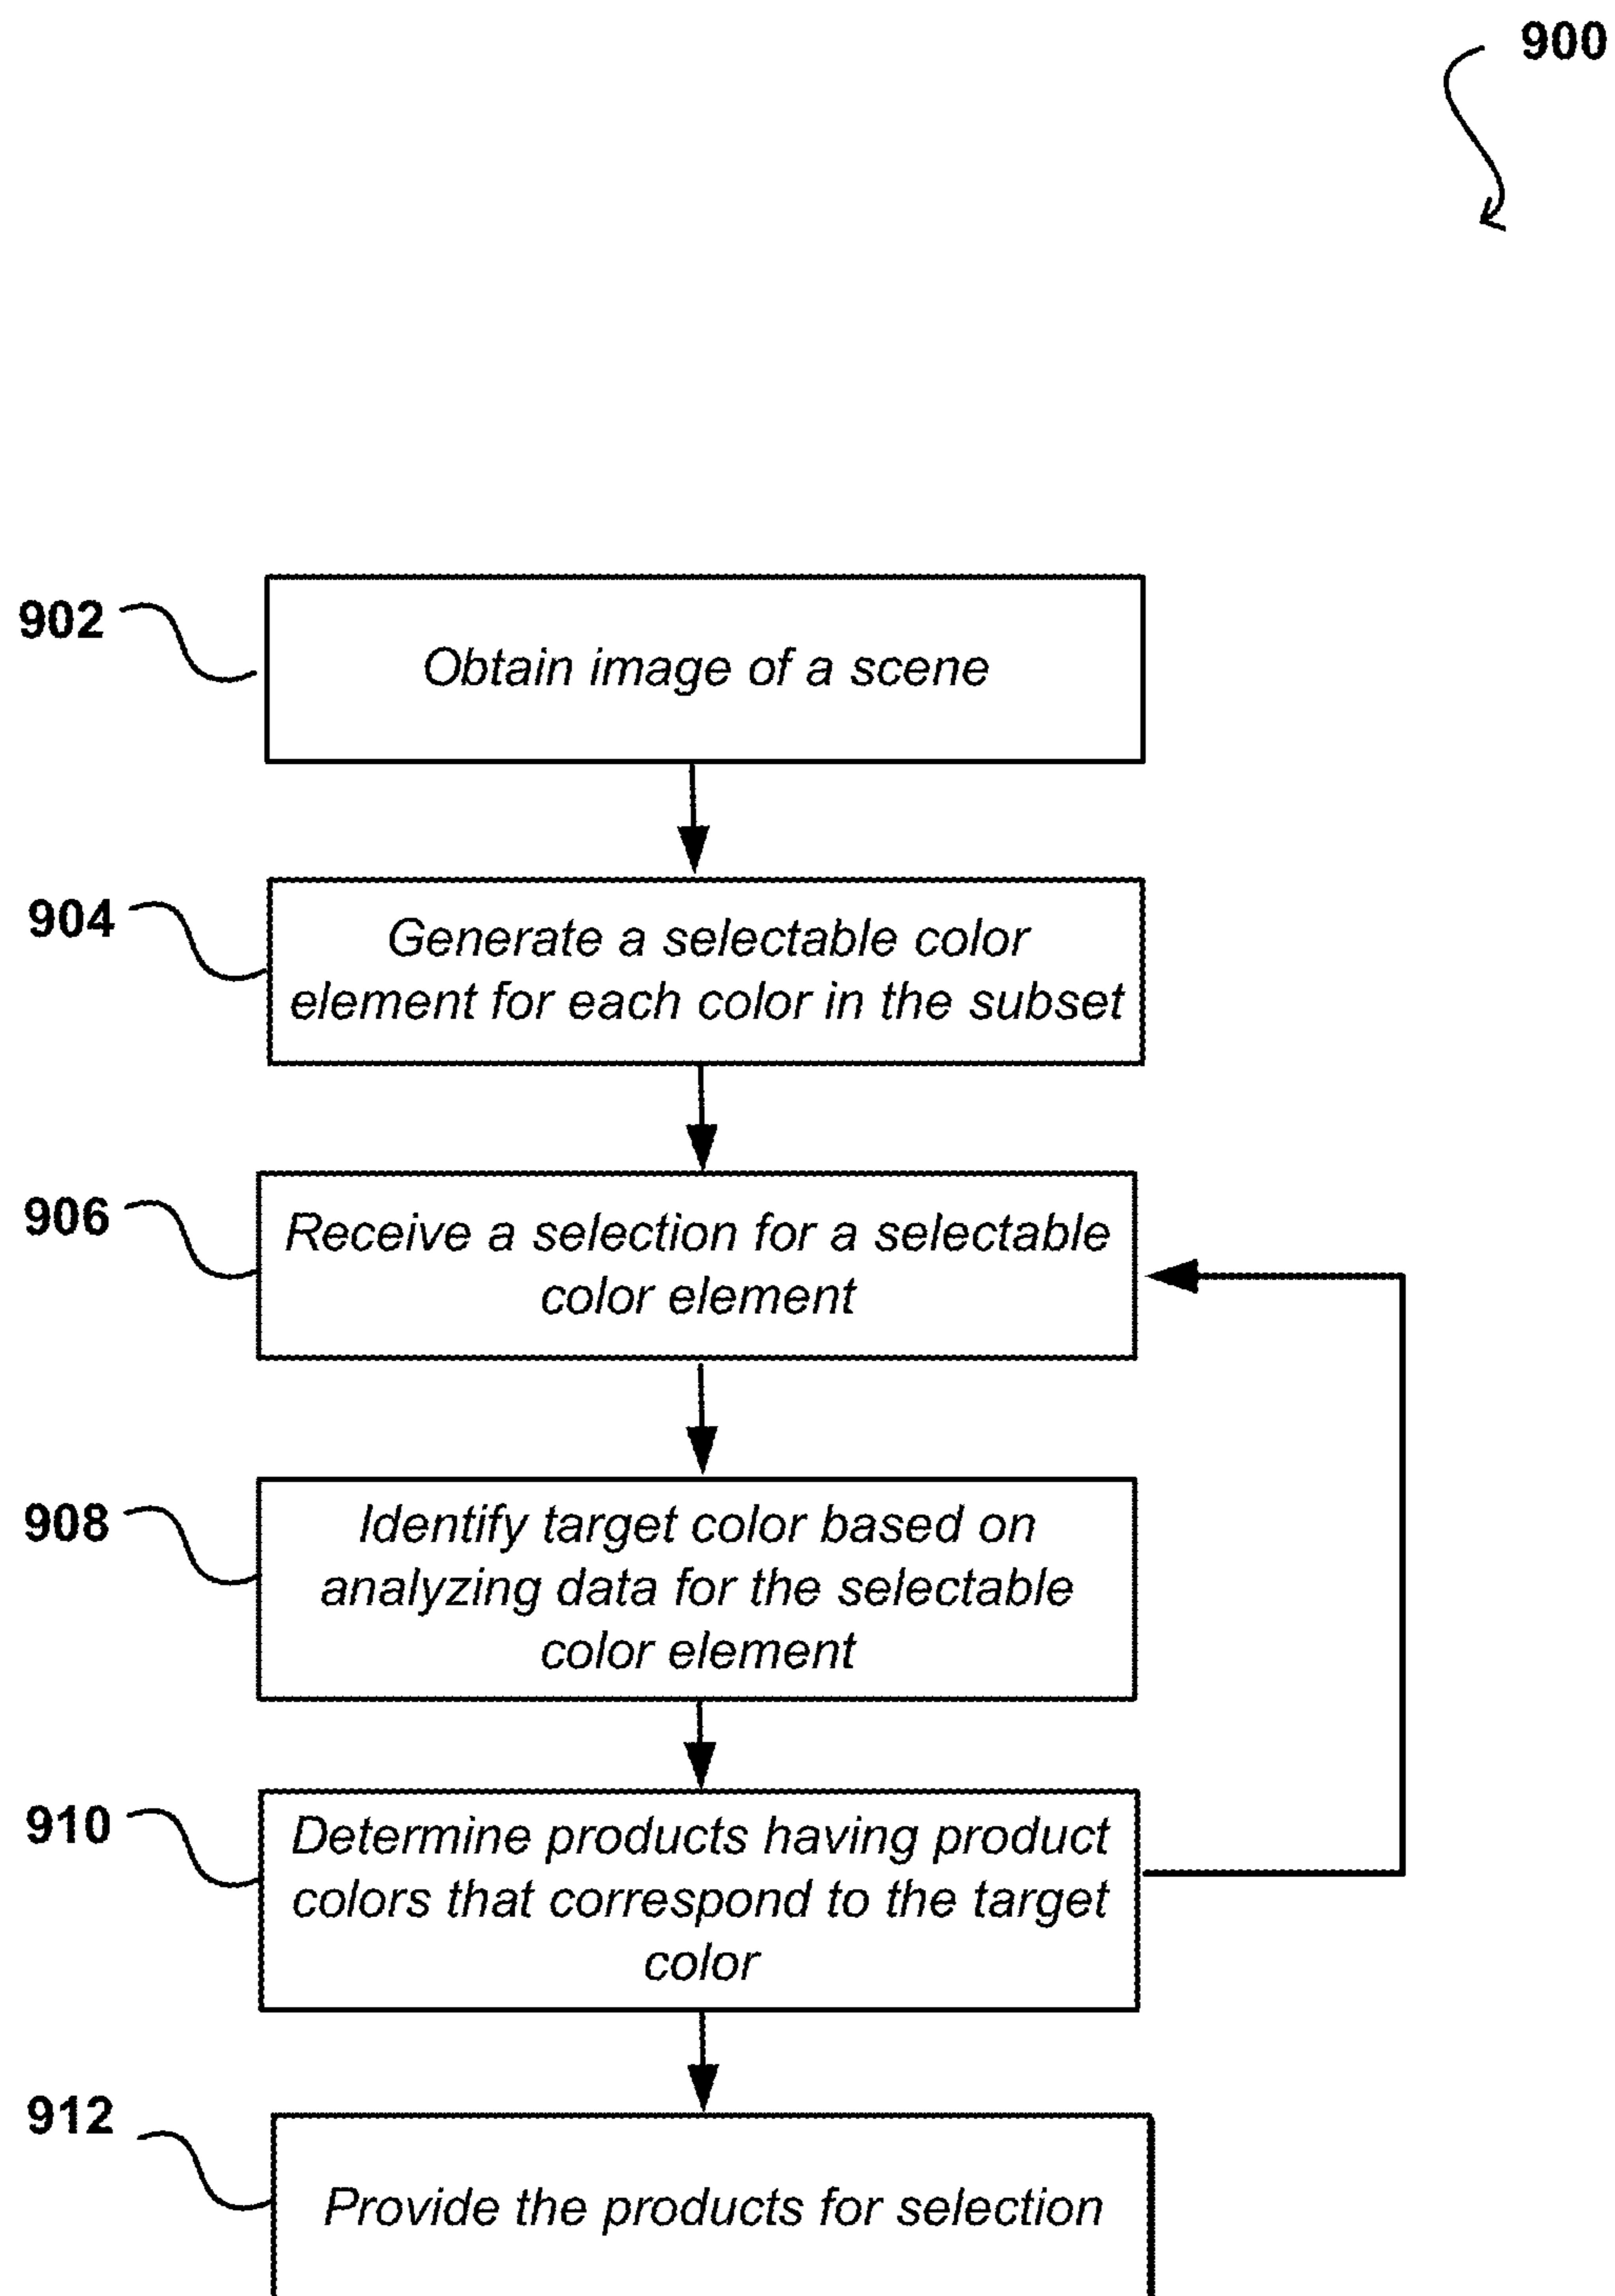 900
902
Obtain image of a scene
904
Generate a selectable color
element for each color in the subset
906
Receive a selection for a selectable
color element
908
Identify target color based on
analyzing data for the selectable
color element
910
Determine products having product
colors that correspond to the target
color
912
Provide the products for selection